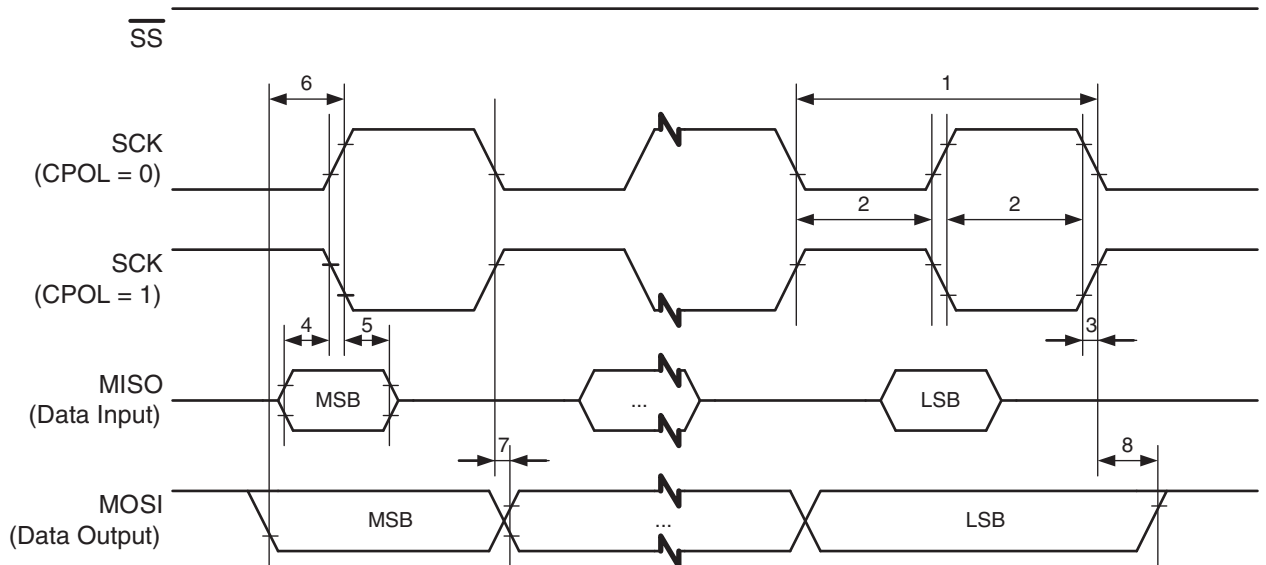 SS
6
1
SCK
(CPOL = 0)
2
2
SCK
(CPOL = 1)
4
5
3
MISO
(Data Input)
MSB
...
LSB
7
8
MOSI
(Data Output)
MSB
...
LSB